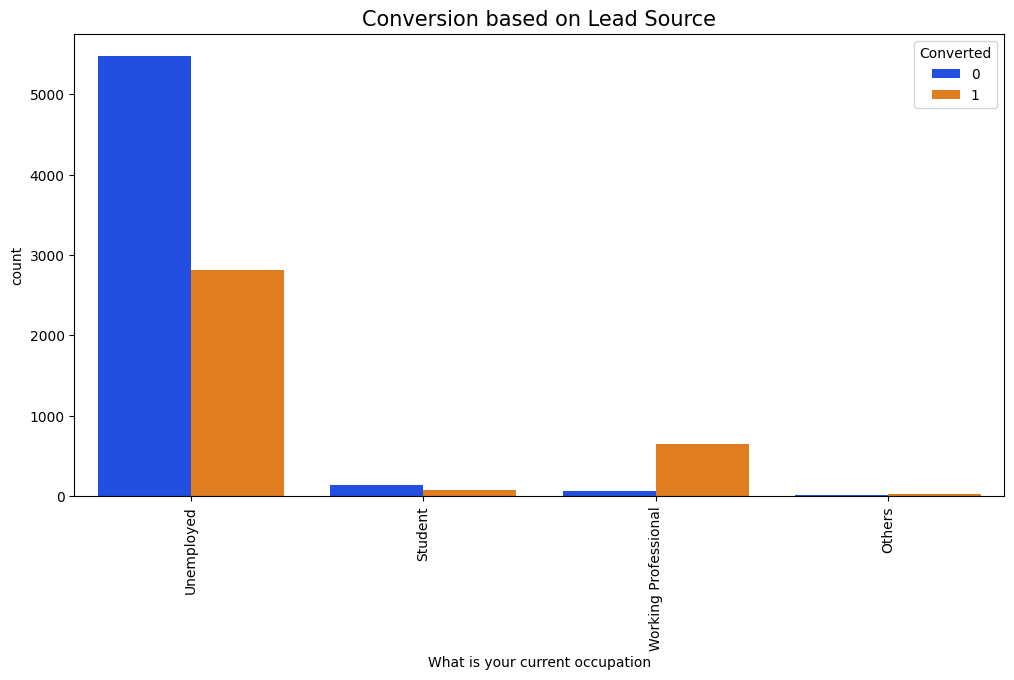 Conversion based on Lead Source
Converted
0
1
5000
4000
3000
2000
1000
0
count
Unemployed
Student
Working Professional
Others
What is your current occupation